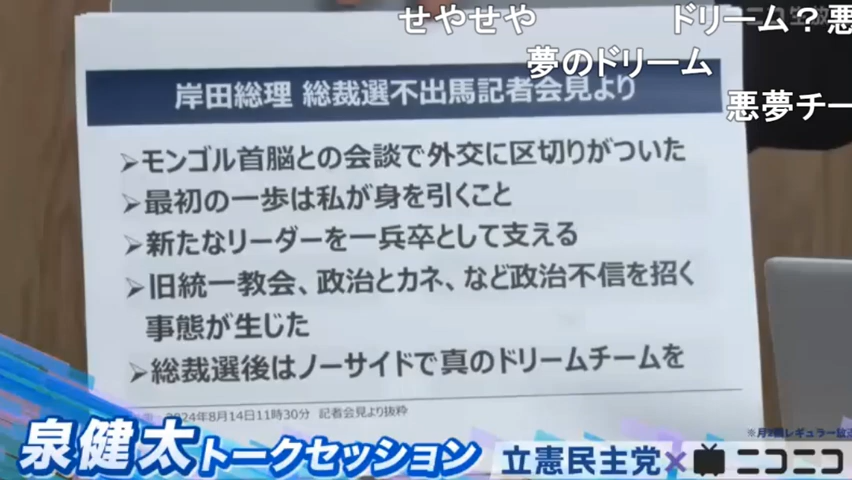 せやせや
ドリーム？悪
夢のドリーム
悪夢チー
岸田総理 総裁選不出馬記者会見より
➢モンゴル首脳との会談で外交に区切りがついた
➢最初の一歩は私が身を引くこと
➢新たなリーダーを一兵卒として支える
➢旧統一教会、政治とカネ、など政治不信を招く
事態が生じた
➢総裁選後はノーサイドで真のドリームチームを
2024年8月14日11時30分 記者会見より抜粋
泉健太トークセッション
立憲民主党×ニコニコ